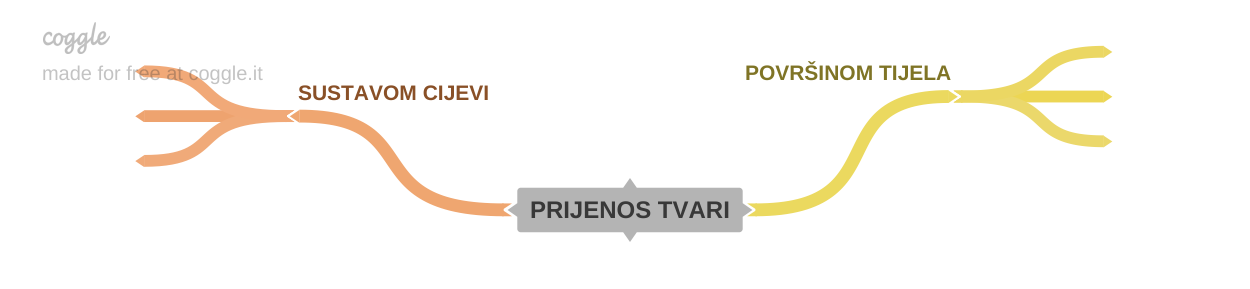 coggle
made for free at coggle.it
SUSTAVOM CIJEVI
POVRŠINOM TIJELA
PRIJENOS TVARI